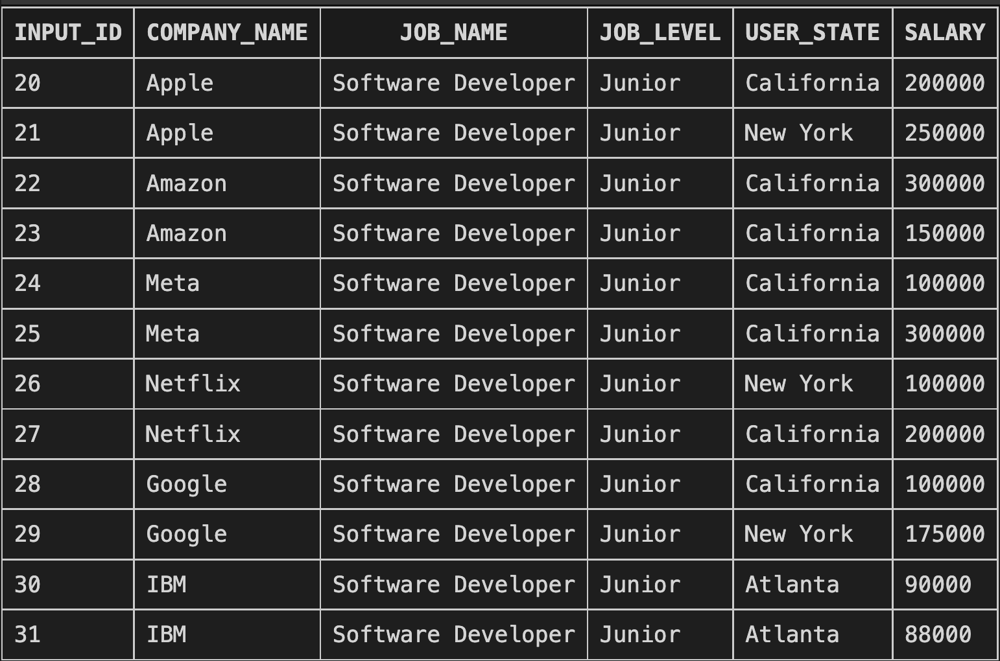 INPUT_ID COMPANY_NAME JOB_NAME JOB_LEVEL USER_STATE SALARY
20 Apple Software Developer Junior California 200000
21 Apple Software Developer Junior New York 250000
22 Amazon Software Developer Junior California 300000
23 Amazon Software Developer Junior California 150000
24 Meta Software Developer Junior California 100000
25 Meta Software Developer Junior California 300000
26 Netflix Software Developer Junior New York 100000
27 Netflix Software Developer Junior California 200000
28 Google Software Developer Junior California 100000
29 Google Software Developer Junior New York 175000
30 IBM Software Developer Junior Atlanta 90000
31 IBM Software Developer Junior Atlanta 88000